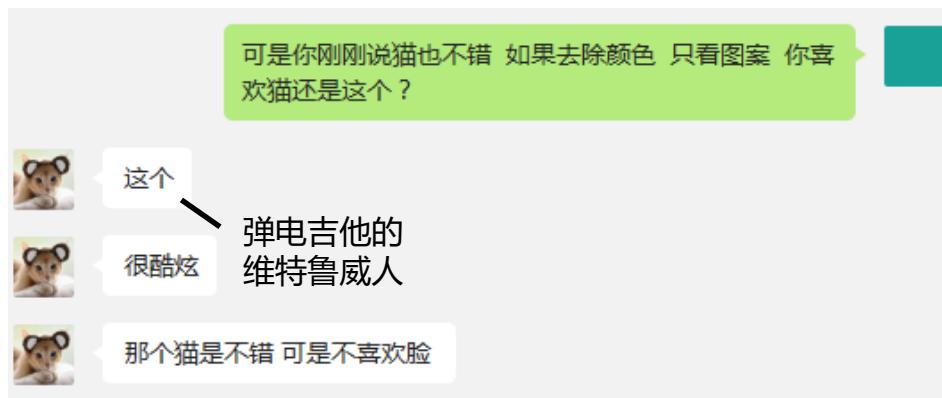 可是你刚刚说猫也不错 如果去除颜色 只看图案 你喜
欢猫还是这个？
这个
弹电吉他的
维特鲁威人
很酷炫
那个猫是不错 可是不喜欢脸